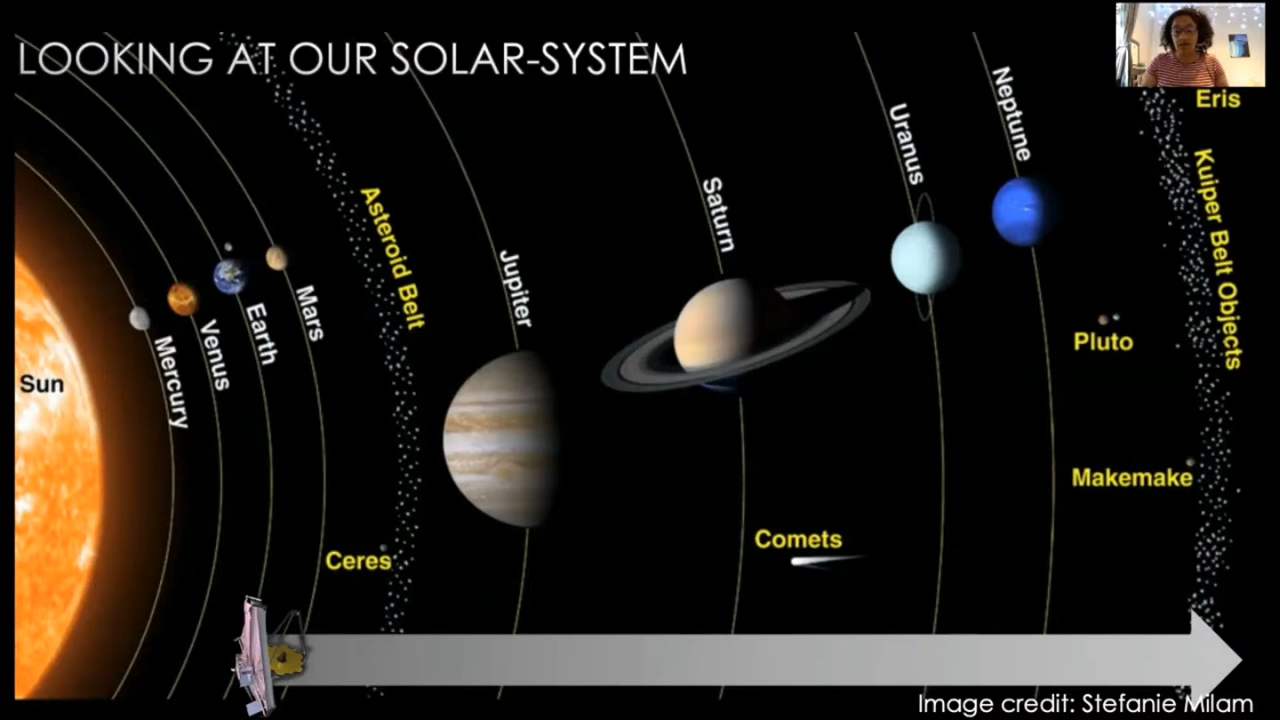 LOOKING AT OUR SOLAR-SYSTEM
Sun
Mercury
Venus
Earth
Mars
Asteroid Belt
Ceres
Jupiter
Saturn
Comets
Uranus
Neptune
Pluto
Makemake
Eris
Kuiper Belt Objects
Image credit: Stefanie Milam